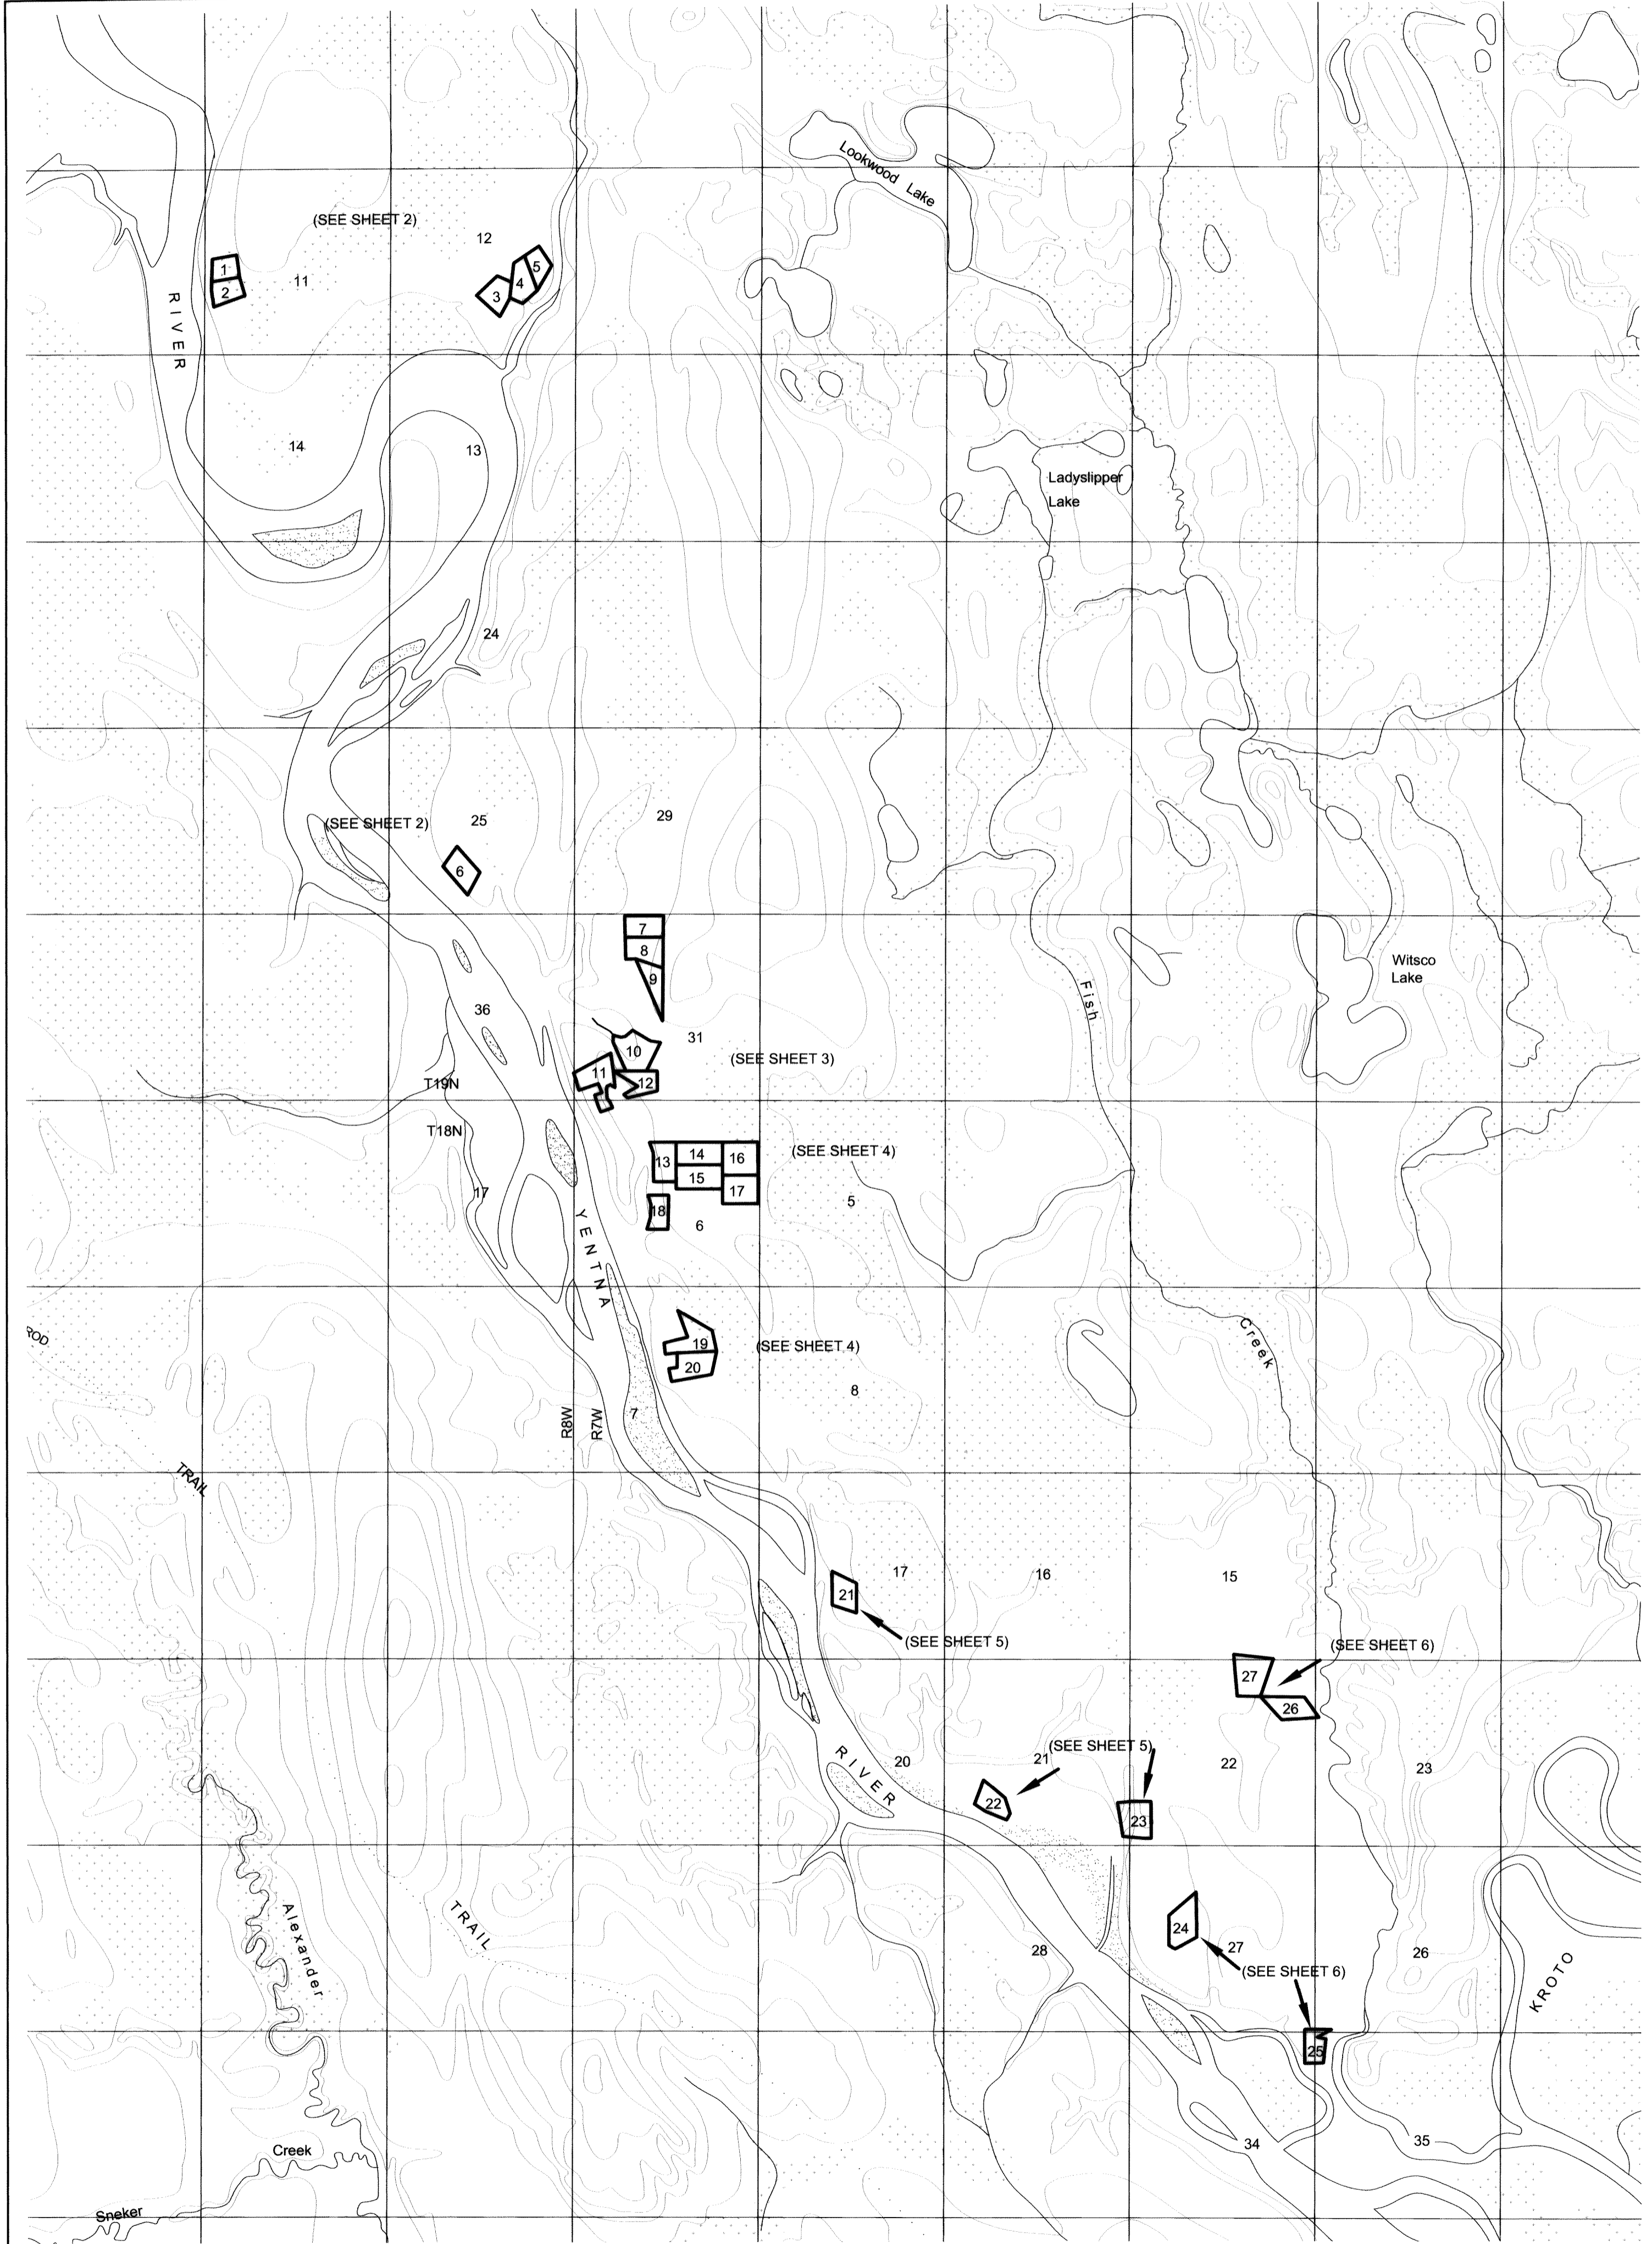 Lookwood Lake
(SEE SHEET 2)
12
5
1
11
4
2
3
RIVER
14
13
Ladyslipper
Lake
24
(SEE SHEET 2)
25
29
6
7
8
Witsco
Lake
9
Fish
36
31
10
(SEE SHEET 3)
11
12
T19N
T18N
14
16
(SEE SHEET 4)
13
15
17
17
5
18
6
YENTNA
Creek
ROD
19
(SEE SHEET 4)
20
8
R8W
R7W
7
TRAIL
17
16
15
21
(SEE SHEET 5)
(SEE SHEET 6)
27
26
(SEE SHEET 5)
RIVER
20
21
22
23
22
23
Alexander
TRAIL
24
28
27
26
(SEE SHEET 6)
KROTO
25
34
35
Creek
Sneker